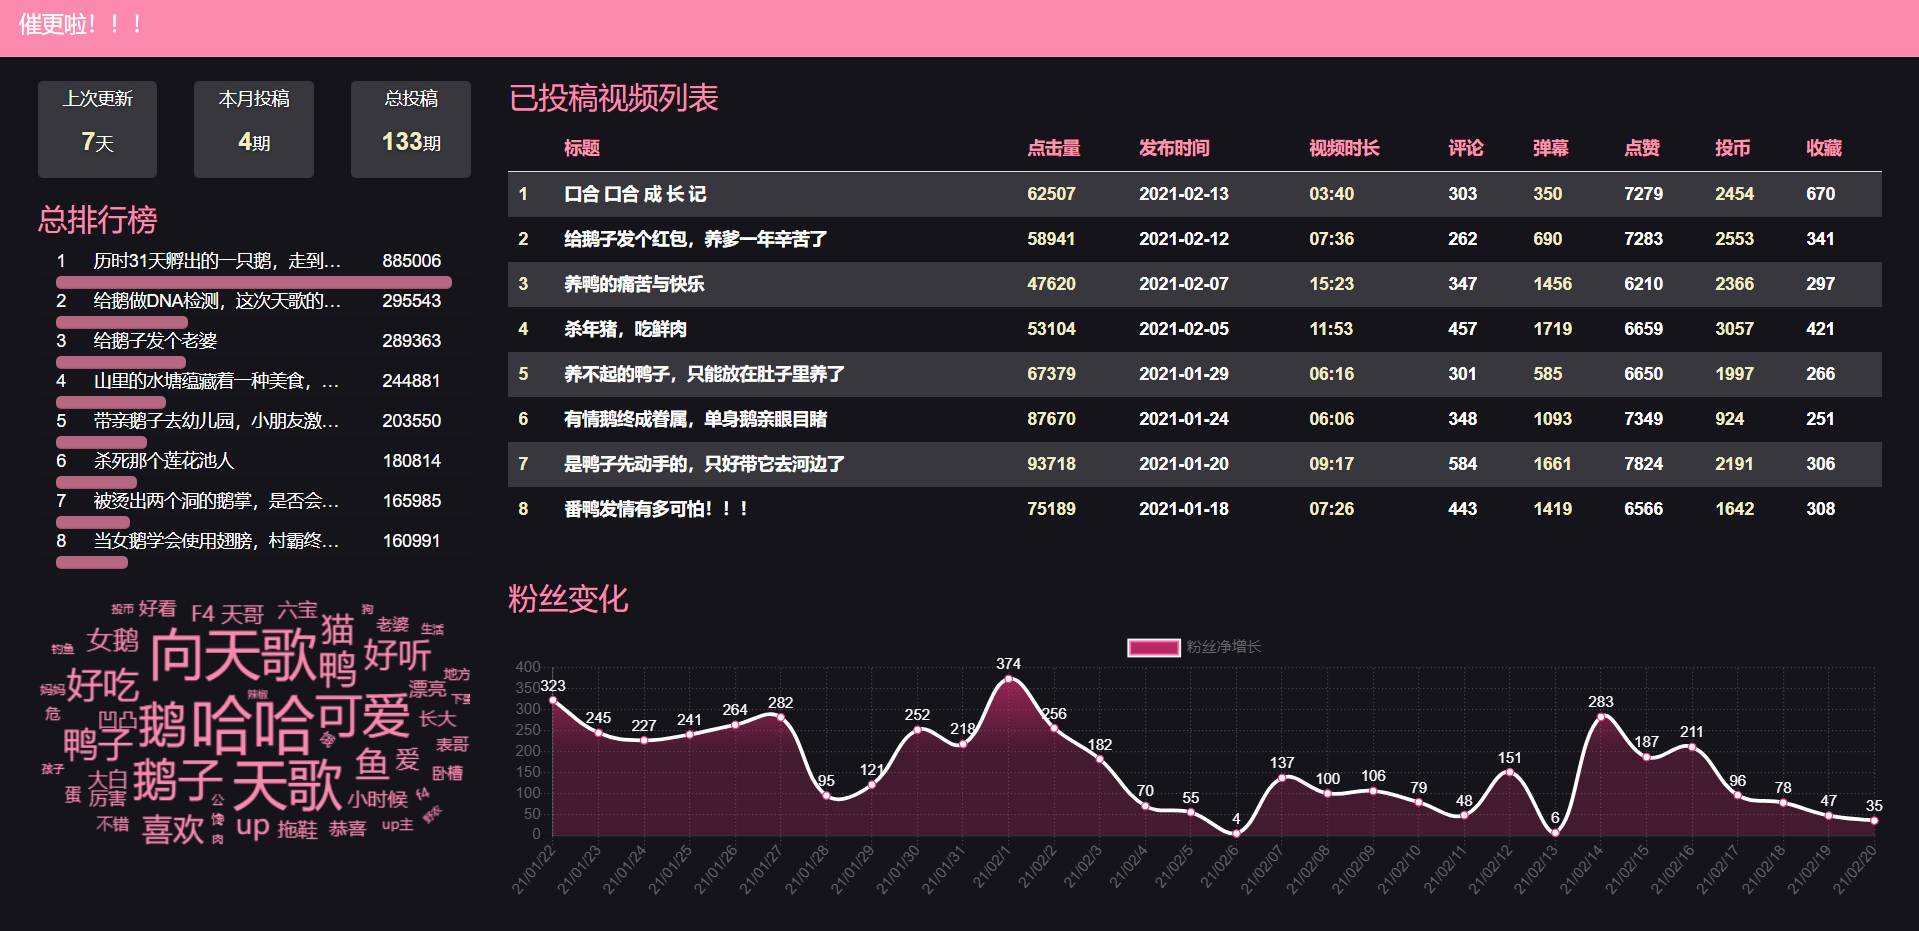 催更啦！！！
上次更新
7天
本月投稿
4期
总投稿
133期
总排行榜
1 历时31天孵出的一只鹅，走到... 885006
2 给鹅做DNA检测，这次天歌的... 295543
3 给鹅子发个老婆 289363
4 山里的水塘蕴藏着一种美食，... 244881
5 带亲鹅子去幼儿园，小朋友激... 203550
6 杀死那个莲花池人 180814
7 被烫出两个洞的鹅掌，是否会... 165985
8 当女鹅学会使用翅膀，村霸终... 160991
投币 好看 F4 天哥 六宝 狗
女鹅 向天歌 猫 老婆 生活
钓鱼 鸭 好听
妈妈 好吃 辣椒 漂亮 地方
危 凹凸 鹅 哈哈 可爱 长大
鸭子 鱼 爱 表哥
孩子 大白 鹅子 天歌 卧槽
蛋 厉害 公 小时候 f4
不错 喜欢 馋 up 拖鞋 恭喜 up主
肉
已投稿视频列表
标题 点击量 发布时间 视频时长 评论 弹幕 点赞 投币 收藏
1 口合 口合 成 长 记 62507 2021-02-13 03:40 303 350 7279 2454 670
2 给鹅子发个红包，养爹一年辛苦了 58941 2021-02-12 07:36 262 690 7283 2553 341
3 养鸭的痛苦与快乐 47620 2021-02-07 15:23 347 1456 6210 2366 297
4 杀年猪，吃鲜肉 53104 2021-02-05 11:53 457 1719 6659 3057 421
5 养不起的鸭子，只能放在肚子里养了 67379 2021-01-29 06:16 301 585 6650 1997 266
6 有情鹅终成眷属，单身鹅亲眼目睹 87670 2021-01-24 06:06 348 1093 7349 924 251
7 是鸭子先动手的，只好带它去河边了 93718 2021-01-20 09:17 584 1661 7824 2191 306
8 番鸭发情有多可怕！！！ 75189 2021-01-18 07:26 443 1419 6566 1642 308
粉丝变化
粉丝净增长
400
350
300
250
200
150
100
50
0
323 245 227 241 264 282 95 121 252 218 374 256 182 70 55 4 137 100 106 79 48 151 6 283 187 211 96 78 47 35
21/01/22 21/01/23 21/01/24 21/01/25 21/01/26 21/01/27 21/01/28 21/01/29 21/01/30 21/01/31 21/02/1 21/02/2 21/02/3 21/02/4 21/02/5 21/02/6 21/02/07 21/02/08 21/02/09 21/02/10 21/02/11 21/02/12 21/02/13 21/02/14 21/02/15 21/02/16 21/02/17 21/02/18 21/02/19 21/02/20